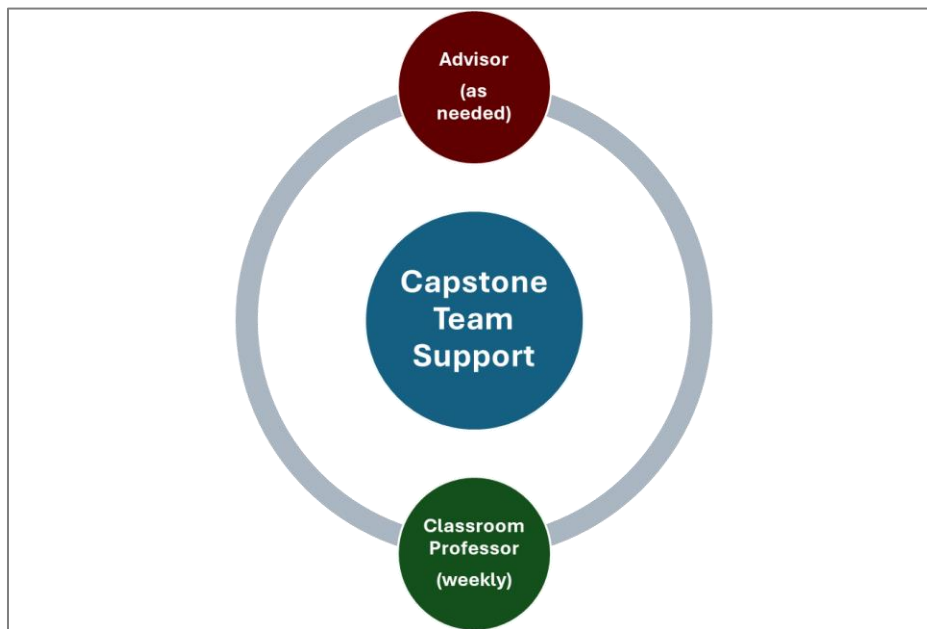 Advisor
(as
needed)
Capstone
Team
Support
Classroom
Professor
(weekly)